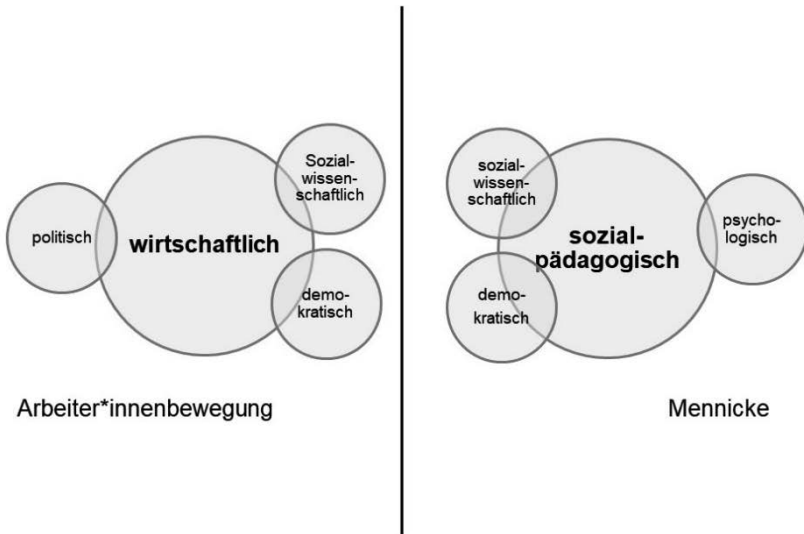 politisch
wirtschaftlich
Sozial-
wissen-
schaftlich
demo-
kratisch
Arbeiter*innenbewegung
sozial-
wissen-
schaftlich
demo-
kratisch
sozial-
pädagogisch
psycho-
logisch
Mennicke